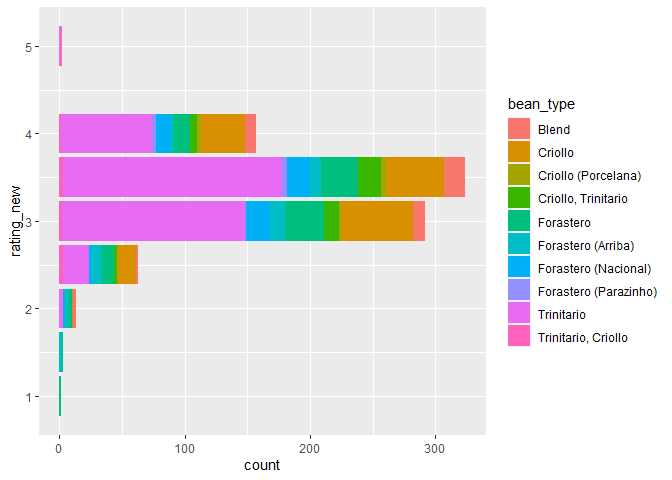 rating_new
5
4
3
2
1
0
100
200
300
count
bean_type
Blend
Criollo
Criollo (Porcelana)
Criollo, Trinitario
Forastero
Forastero (Arriba)
Forastero (Nacional)
Forastero (Parazinho)
Trinitario
Trinitario, Criollo